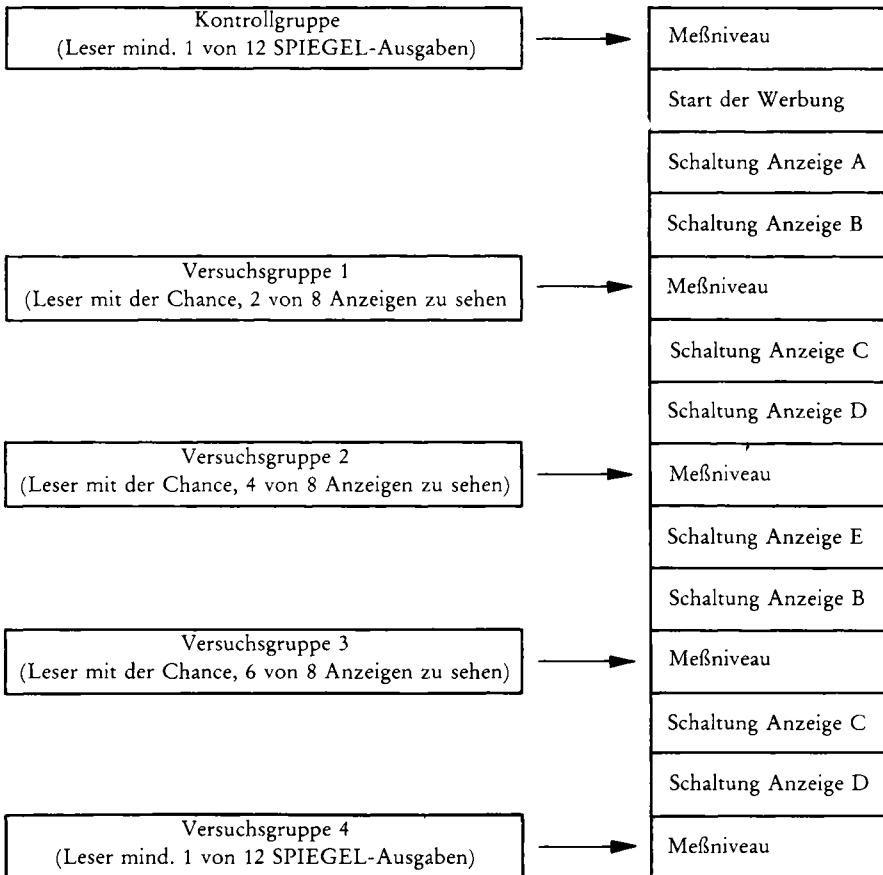 Kontrollgruppe
(Leser mind. 1 von 12 SPIEGEL-Ausgaben)
Meßniveau
Start der Werbung
Schaltung Anzeige A
Schaltung Anzeige B
Versuchsgruppe 1
(Leser mit der Chance, 2 von 8 Anzeigen zu sehen
Meßniveau
Schaltung Anzeige C
Schaltung Anzeige D
Versuchsgruppe 2
(Leser mit der Chance, 4 von 8 Anzeigen zu sehen)
Meßniveau
Schaltung Anzeige E
Schaltung Anzeige B
Versuchsgruppe 3
(Leser mit der Chance, 6 von 8 Anzeigen zu sehen)
Meßniveau
Schaltung Anzeige C
Schaltung Anzeige D
Versuchsgruppe 4
(Leser mind. 1 von 12 SPIEGEL-Ausgaben)
Meßniveau